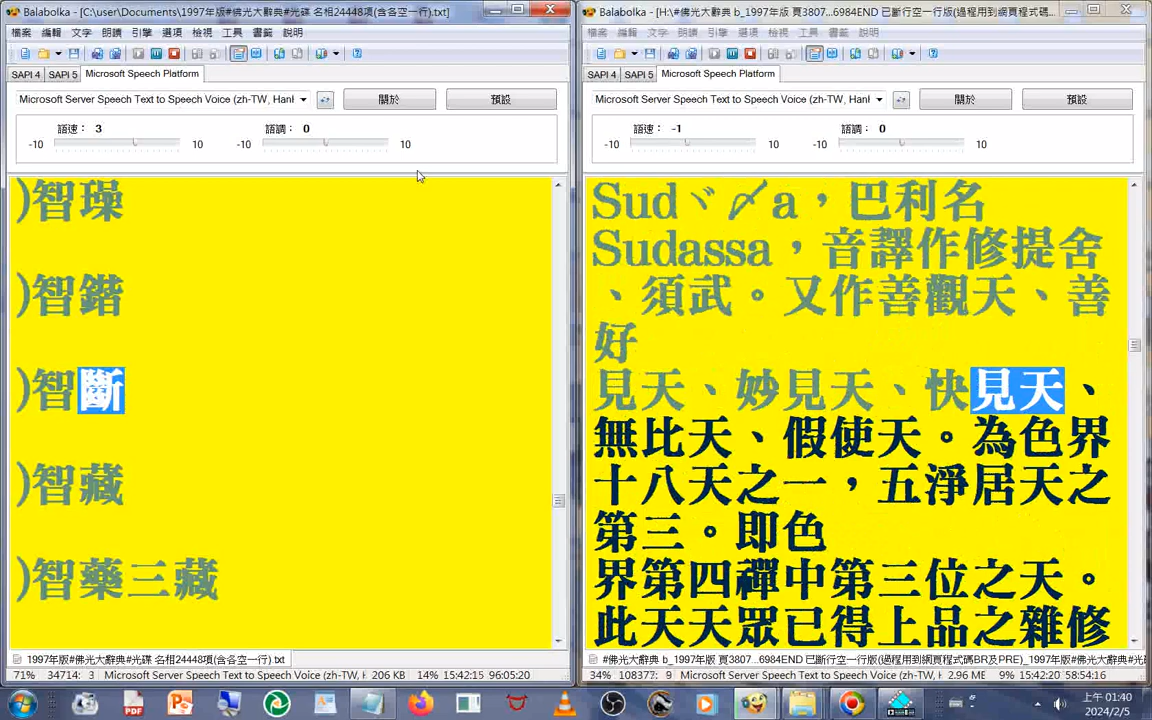 Balabolka - [C:\user\Documents\1997年版#佛光大辭典#光碟 名相24448項(含各空一行).txt]
檔案 編輯 文字 朗讀 引擎 選項 檢視 工具 書籤 說明
SAPI 4 SAPI 5 Microsoft Speech Platform
Microsoft Server Speech Text to Speech Voice (zh-TW, Hanl
關於 預設
語速： 3 語調： 0
-10 10 -10 10
)智璪
)智鍇
)智斷
)智藏
)智藥三藏
1997年版#佛光大辭典#光碟 名相24448項(含各空一行).txt
71% 34714: 3 Microsoft Server Speech Text to Speech Voice (zh-TW, H 206 KB 14% 15:42:15 96:05:20
Balabolka - [H:\#佛光大辭典 b_1997年版 頁3807...6984END 已斷行空一行版(過程用到網頁程式碼...
檔案 編輯 文字 朗讀 引擎 選項 檢視 工具 書籤 說明
SAPI 4 SAPI 5 Microsoft Speech Platform
Microsoft Server Speech Text to Speech Voice (zh-TW, Hanl
關於 預設
語速： -1 語調： 0
-10 10 -10 10
Sudヾ〆a，巴利名
Sudassa，音譯作修提舍
、須武。又作善觀天、善
好
見天、妙見天、快見天、
無比天、假使天。為色界
十八天之一，五淨居天之
第三。即色
界第四禪中第三位之天。
此天天眾已得上品之雜修
#佛光大辭典 b_1997年版 頁3807...6984END 已斷行空一行版(過程用到網頁程式碼BR及PRE)_1997年版#光
34% 108377: 9 Microsoft Server Speech Text to Speech Voice (zh-TW, H 2.96 ME 9% 15:42:20 58:54:16
上午 01:40
2024/2/5